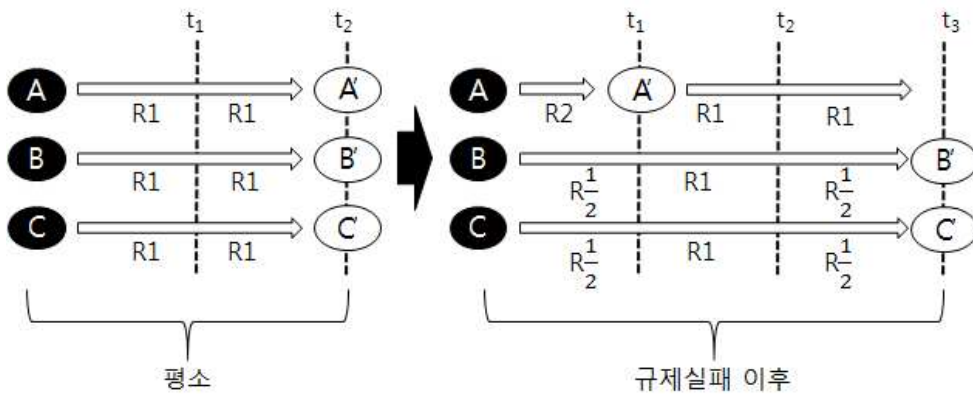 t₁ t₂ t₁ t₂ t₃
A A′ A A′
R1 R1 R2 R1 R1
B B′ B B′
R1 R1 R½ R1 R½
C C′ C C′
R1 R1 R½ R1 R½
평소 규제실패 이후